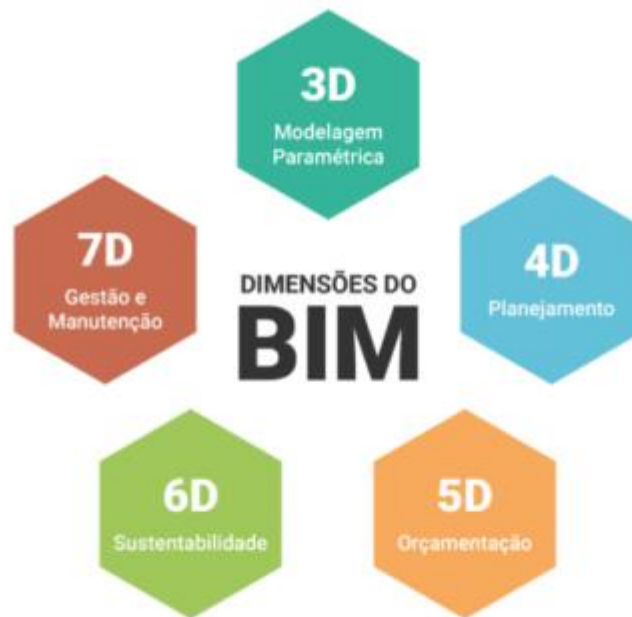 3D
Modelagem
Paramétrica
7D
Gestão e
Manutenção
DIMENSÕES DO
BIM
4D
Planejamento
6D
Sustentabilidade
5D
Orçamentação